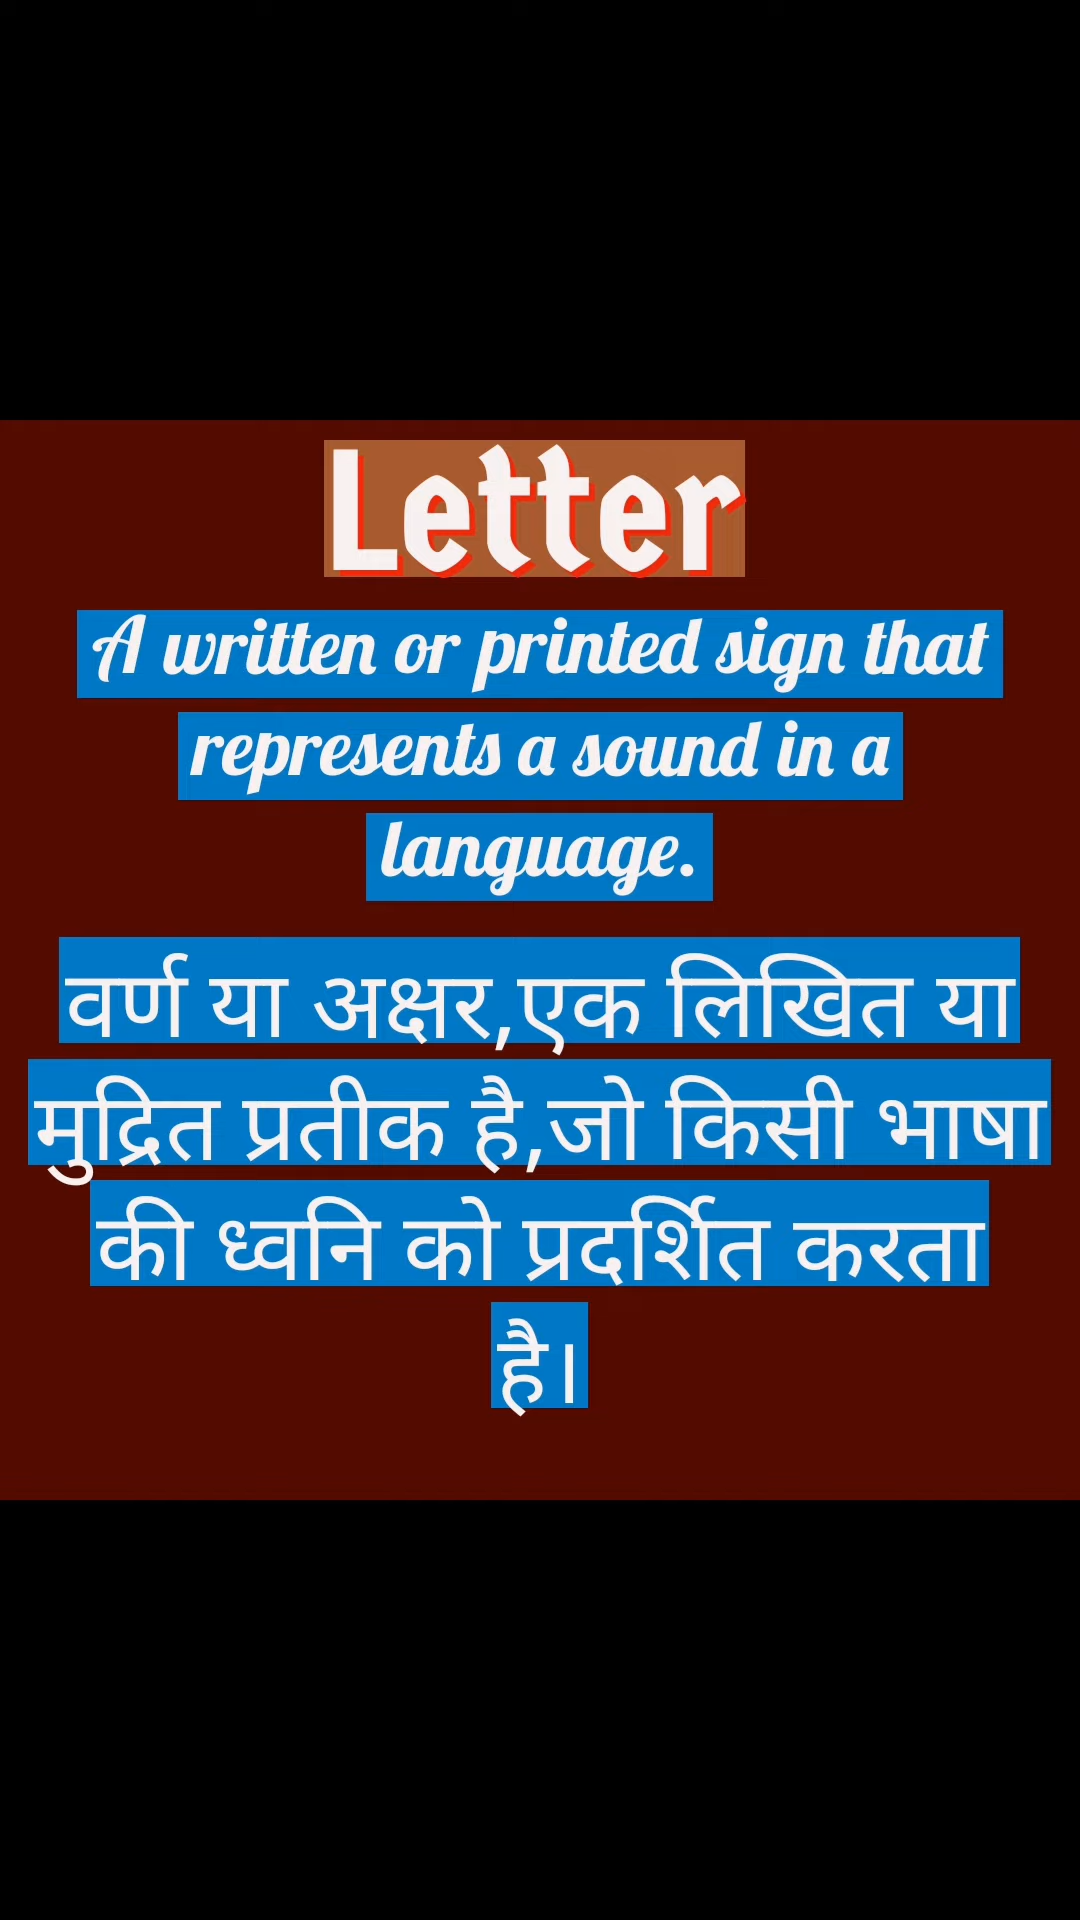 Letter
A written or printed sign that
represents a sound in a
language.
वर्ण या अक्षर,एक लिखित या
मुद्रित प्रतीक है,जो किसी भाषा
की ध्वनि को प्रदर्शित करता
है।